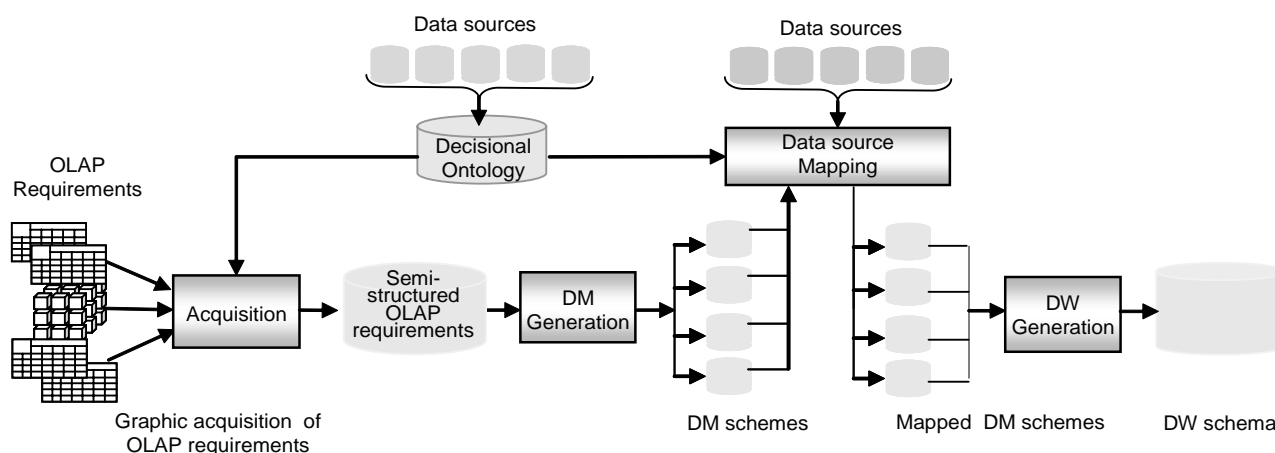 Data sources
Data sources
Decisional
Ontology
Data source
Mapping
OLAP
Requirements
Acquisition
Semi-
structured
OLAP
requirements
DM
Generation
DW
Generation
Graphic acquisition of
OLAP requirements
DM schemes
Mapped DM schemes
DW schema